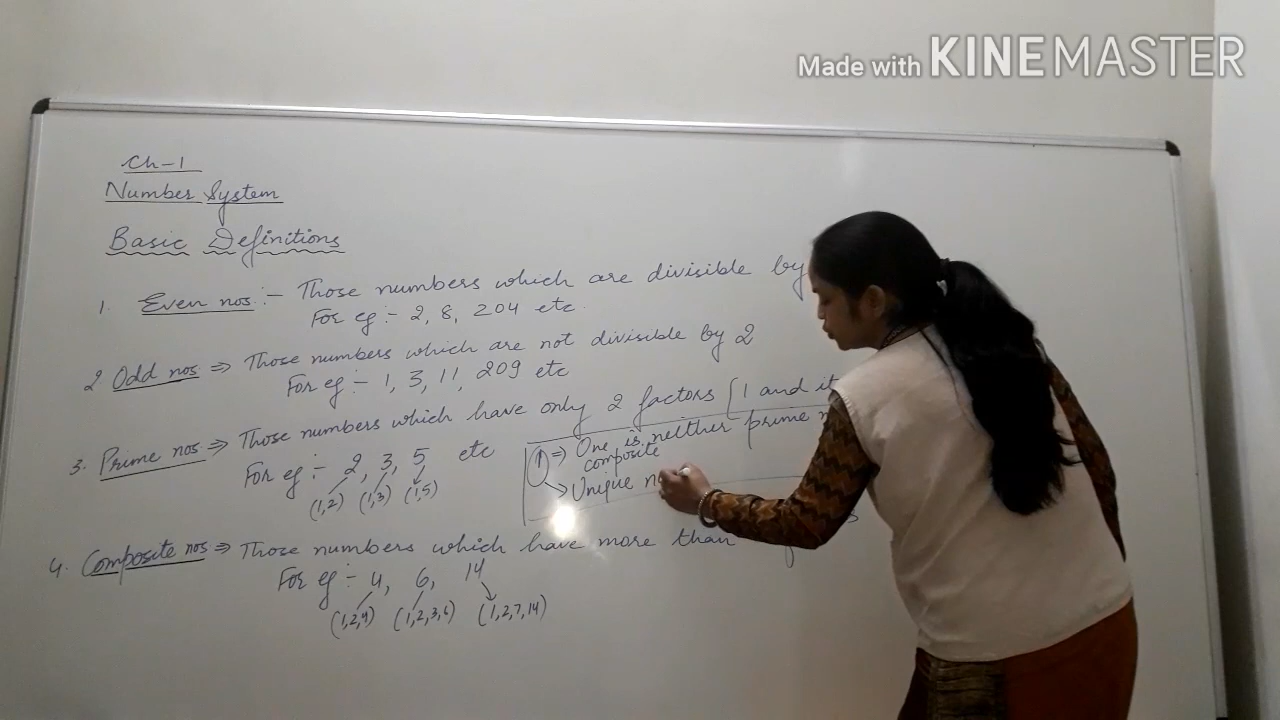 Made with KINEMASTER
Ch-1
Number System
Basic Definitions
1. Even nos :- Those numbers which are divisible by
For eg :- 2, 8, 204 etc.
2 Odd nos ⇒ Those numbers which are not divisible by 2
For eg :- 1, 3, 11, 209 etc
3. Prime nos ⇒ Those numbers which have only 2 factors (1 and
For eg :- 2, 3, 5 etc
(1,2) (1,3) (1,5)
1 ⇒ One is neither prime
composite
Unique
4. Composite nos ⇒ Those numbers which have more than
For eg :- 4, 6, 14
(1,2,4) (1,2,3,6) (1,2,7,14)